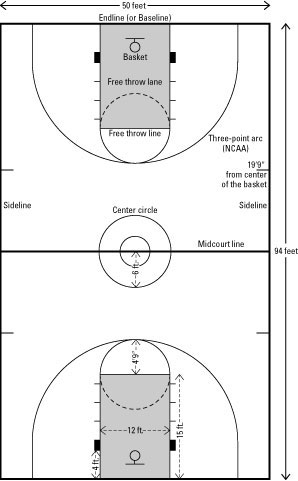 50 feet
Endline (or Baseline)
Basket
Free throw lane
Free throw line
Three-point arc
(NCAA)
19'9"
from center
of the basket
Sideline
Sideline
Center circle
Midcourt line
94 feet
6 ft.
4'9"
12 ft.
15 ft.
4 ft.